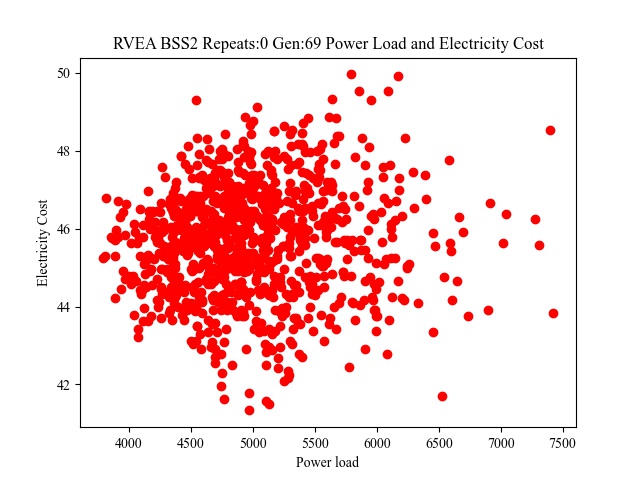 RVEA BSS2 Repeats:0 Gen:69 Power Load and Electricity Cost
50
48
46
44
42
Electricity Cost
4000 4500 5000 5500 6000 6500 7000 7500
Power load